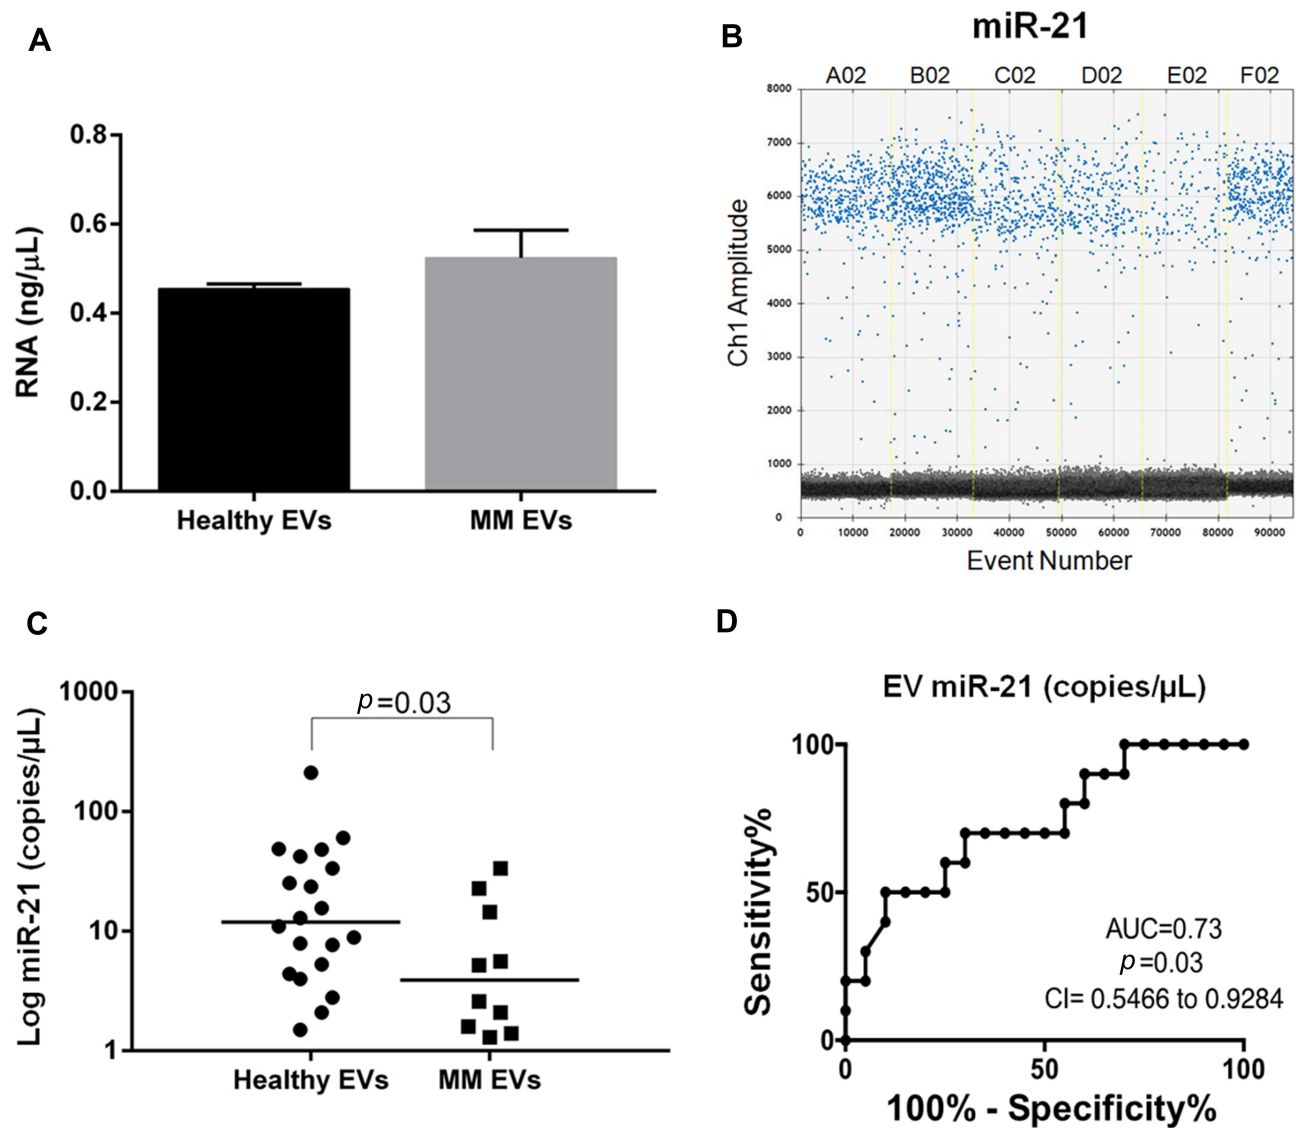 A
RNA (ng/µL)
0.8
0.6
0.4
0.2
0.0
Healthy EVs
MM EVs
B
miR-21
A02 B02 C02 D02 E02 F02
Ch1 Amplitude
8000
7000
6000
5000
4000
3000
2000
1000
0
0 10000 20000 30000 40000 50000 60000 70000 80000 90000
Event Number
C
Log miR-21 (copies/µL)
1000
100
10
1
p=0.03
Healthy EVs
MM EVs
D
EV miR-21 (copies/µL)
Sensitivity%
100
50
0
AUC=0.73
p=0.03
CI= 0.5466 to 0.9284
0 50 100
100% - Specificity%